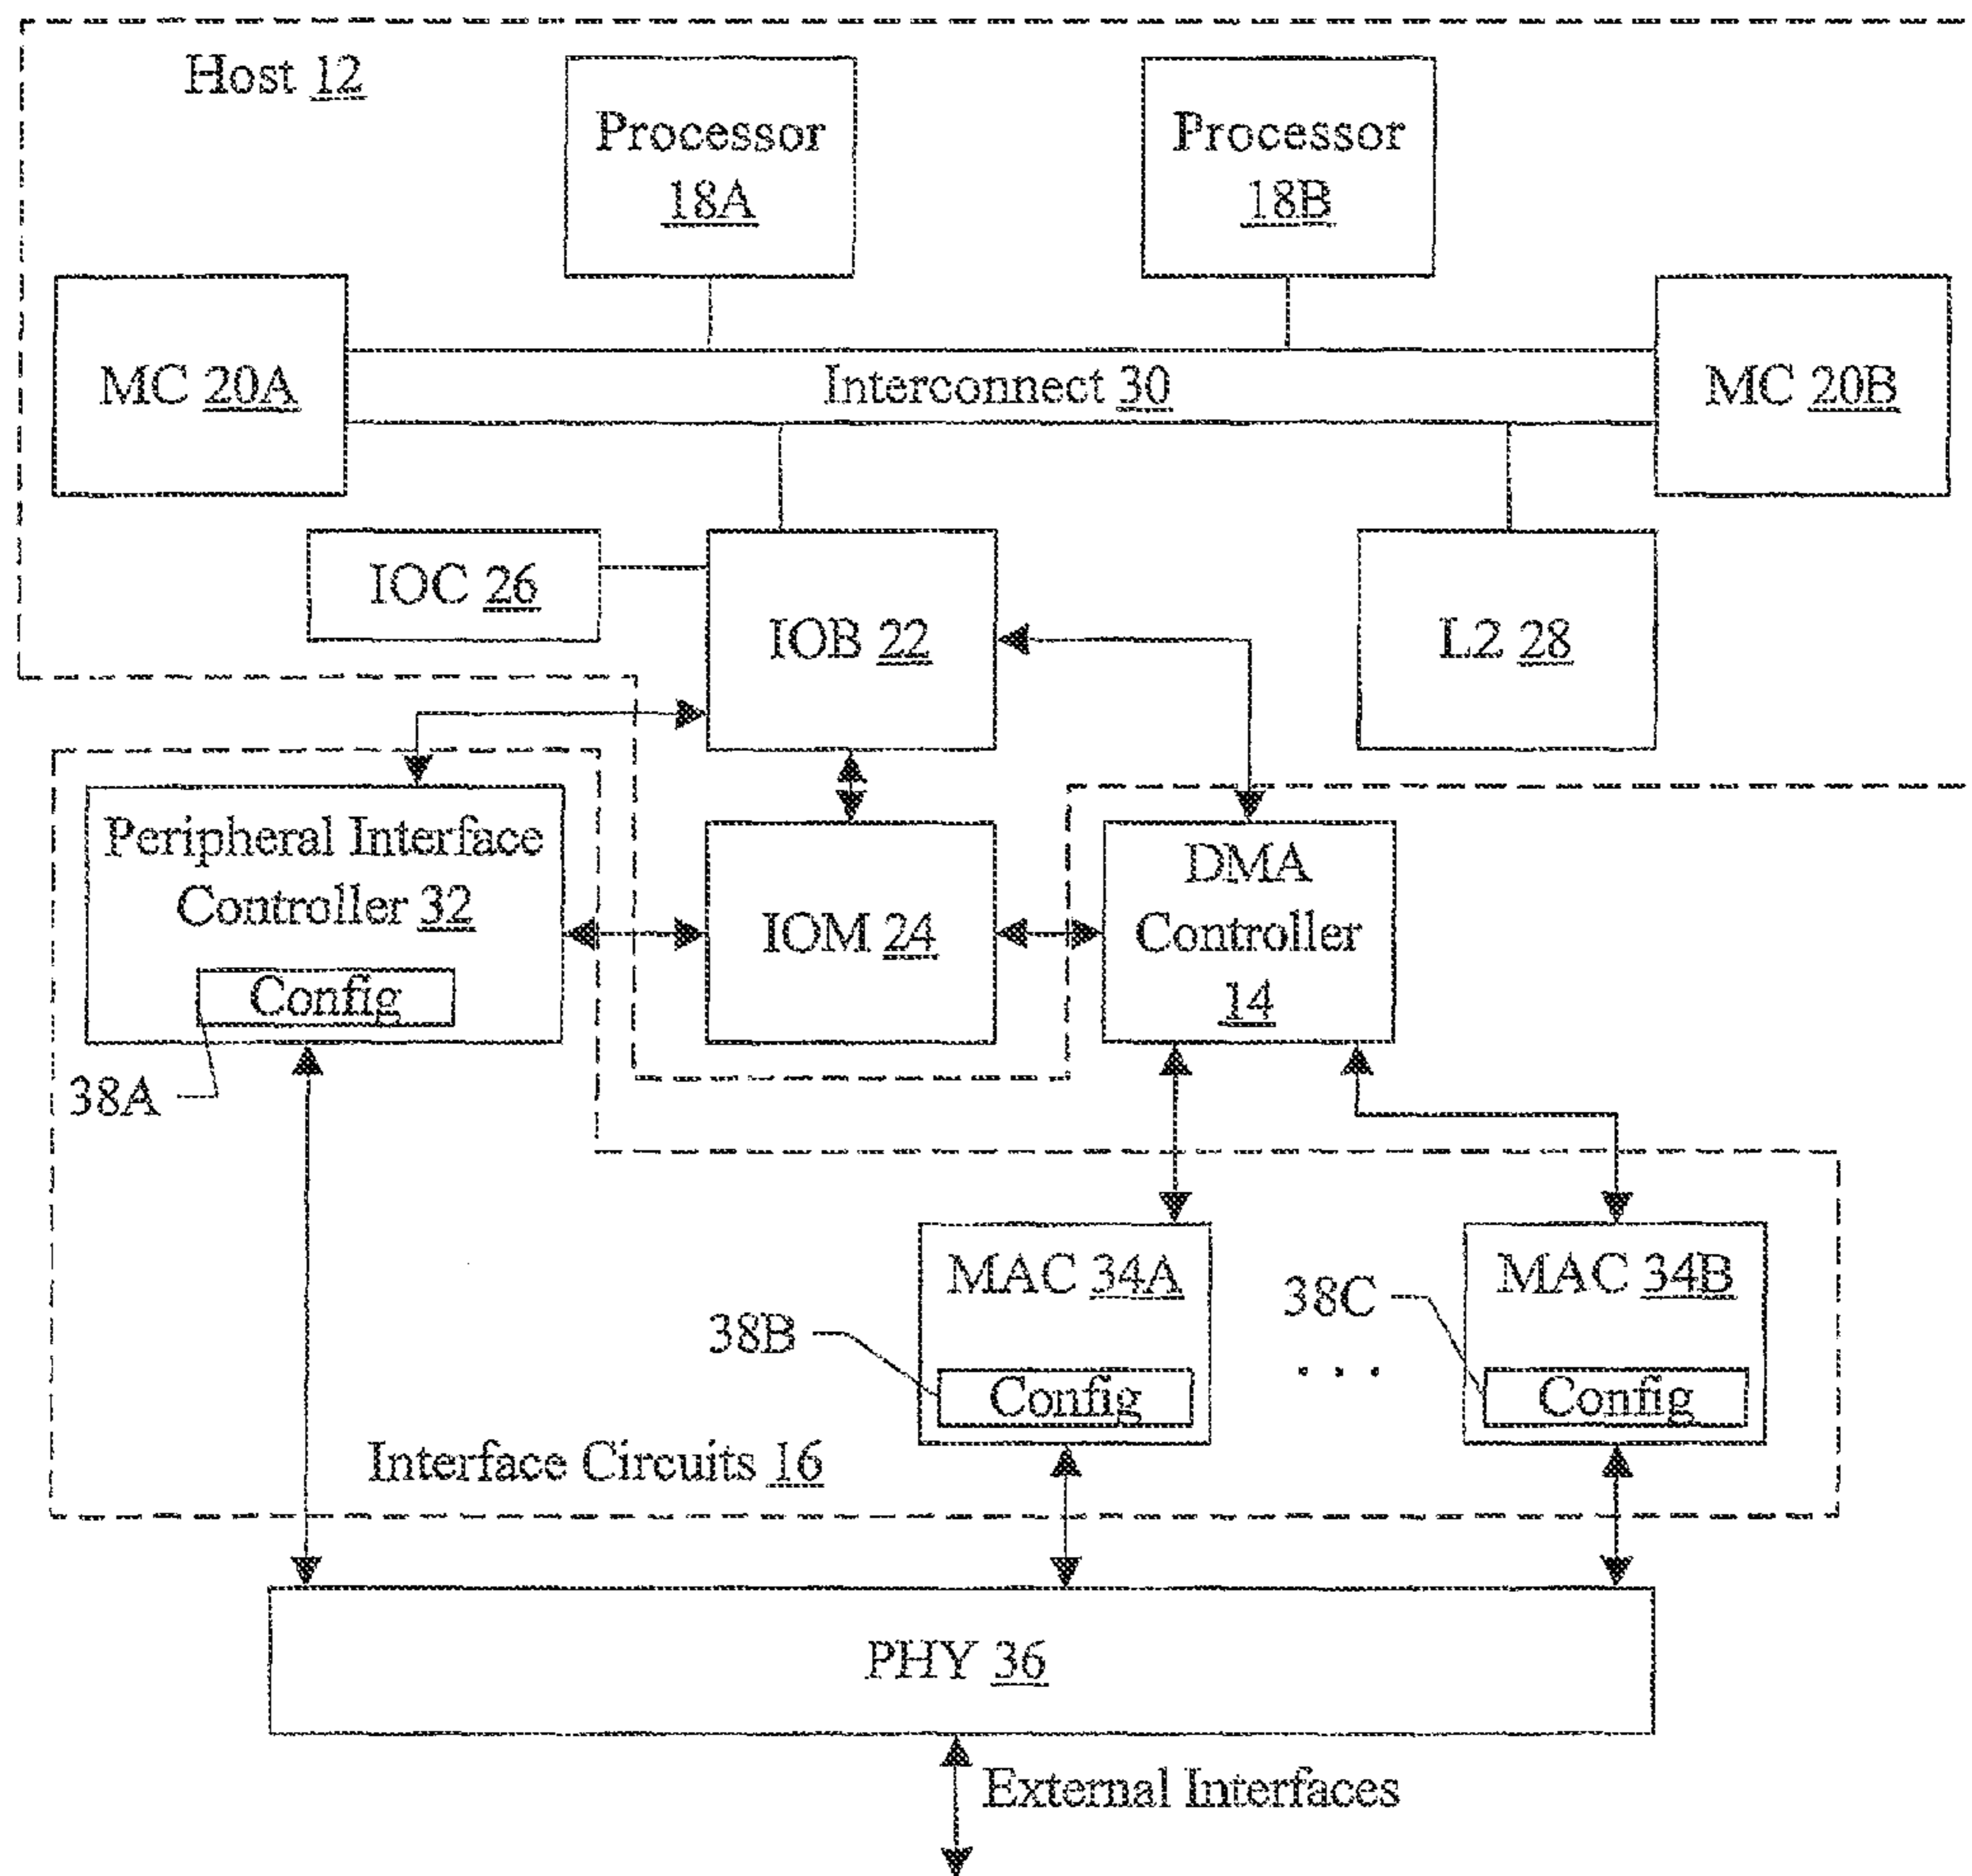 Host 12
Processor
18A
Processor
18B
MC 20A
Interconnect 30
MC 20B
IOC 26
IOB 22
L2 28
Peripheral Interface
Controller 32
Config
38A
IOM 24
DMA
Controller
14
MAC 34A
38B
Config
38C
. . .
MAC 34B
Config
Interface Circuits 16
PHY 36
External Interfaces